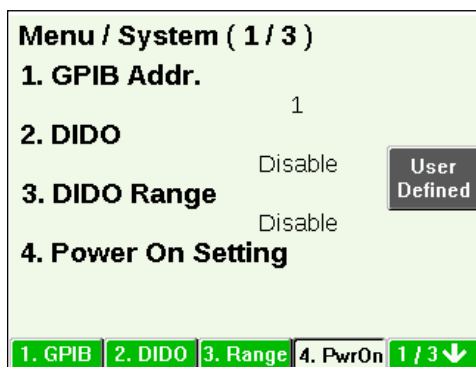 Menu / System ( 1 / 3 )
1. GPIB Addr.
1
2. DIDO
Disable
3. DIDO Range
Disable
4. Power On Setting
User
Defined
1. GPIB 2. DIDO 3. Range 4. PwrOn 1 / 3